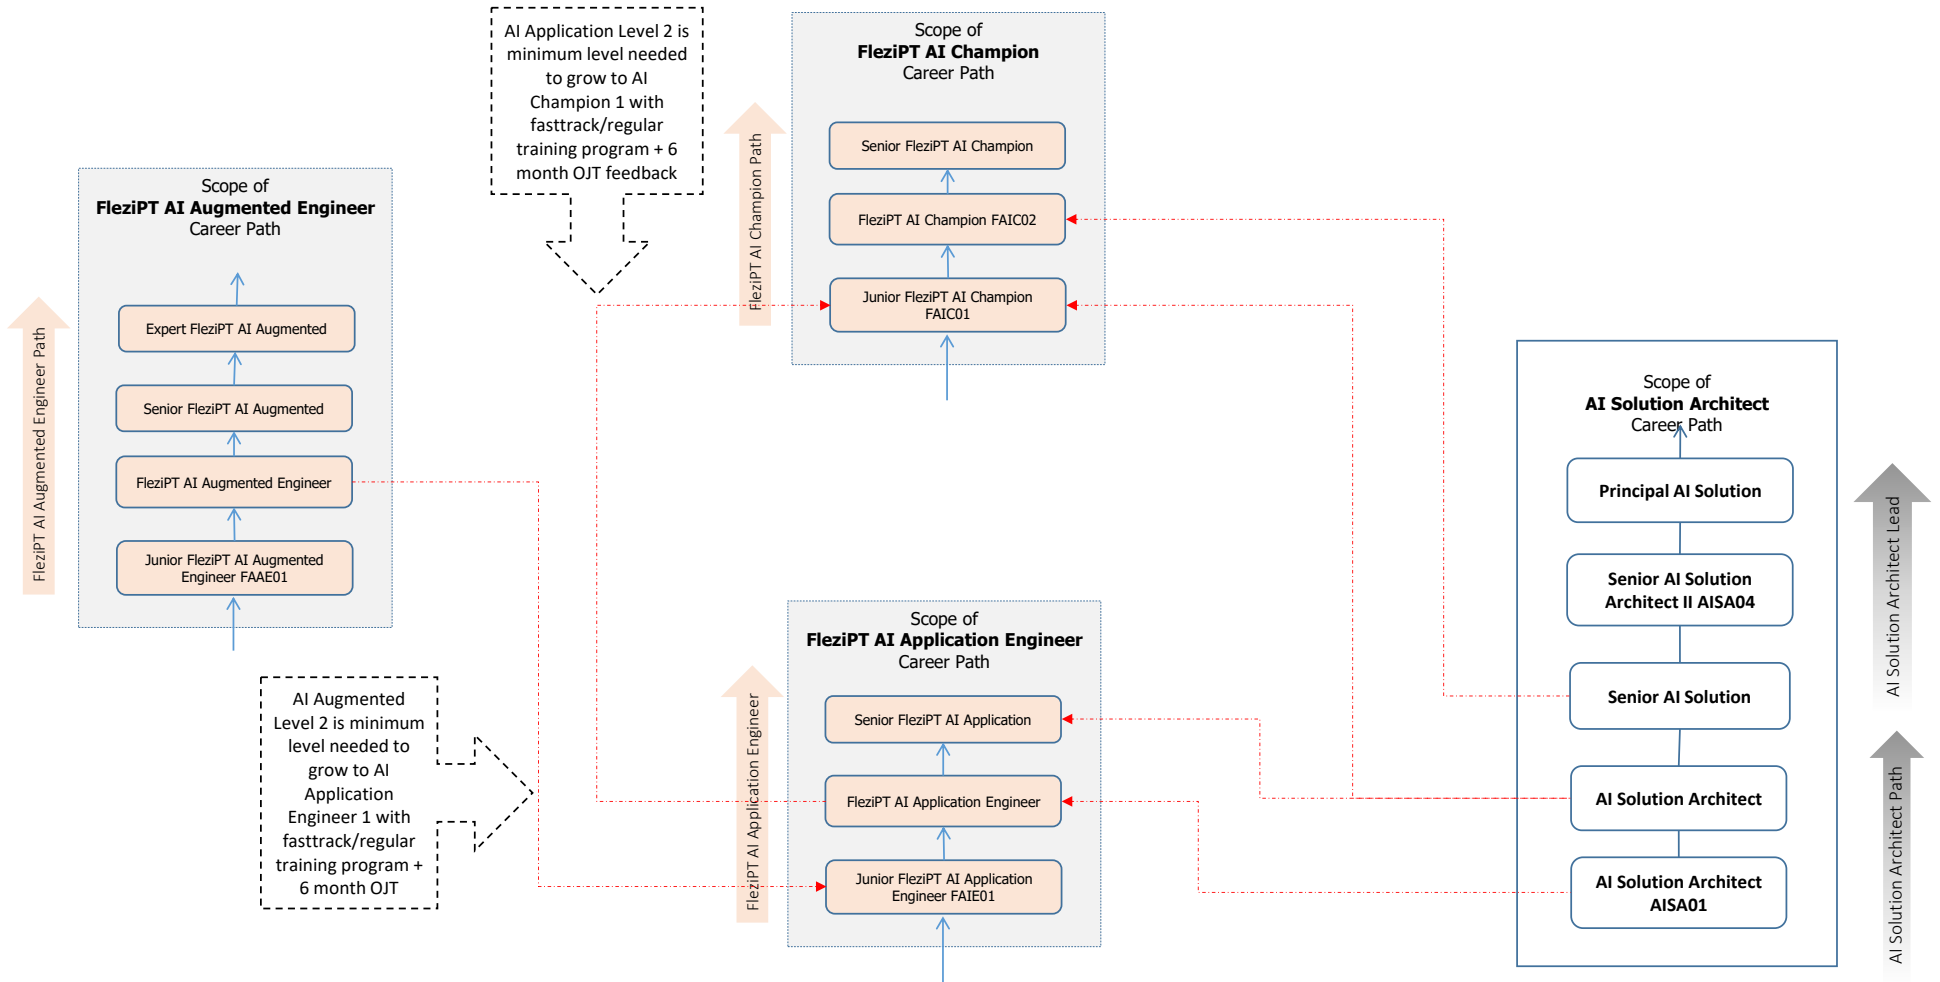 AI Application Level 2 is
minimum level needed
to grow to AI
Champion 1 with
fasttrack/regular
training program + 6
month OJT feedback
Scope of
FleziPT AI Champion
Career Path
FleziPT AI Champion Path
Senior FleziPT AI Champion
FleziPT AI Champion FAIC02
Junior FleziPT AI Champion
FAIC01
Scope of
FleziPT AI Augmented Engineer
Career Path
FleziPT AI Augmented Engineer Path
Expert FleziPT AI Augmented
Senior FleziPT AI Augmented
FleziPT AI Augmented Engineer
Junior FleziPT AI Augmented
Engineer FAAE01
AI Augmented
Level 2 is minimum
level needed to
grow to AI
Application
Engineer 1 with
fasttrack/regular
training program +
6 month OJT
Scope of
FleziPT AI Application Engineer
Career Path
FleziPT AI Application Engineer
Senior FleziPT AI Application
FleziPT AI Application Engineer
Junior FleziPT AI Application
Engineer FAIE01
Scope of
AI Solution Architect
Career Path
Principal AI Solution
Senior AI Solution
Architect II AISA04
Senior AI Solution
AI Solution Architect
AI Solution Architect
AISA01
AI Solution Architect Lead
AI Solution Architect Path